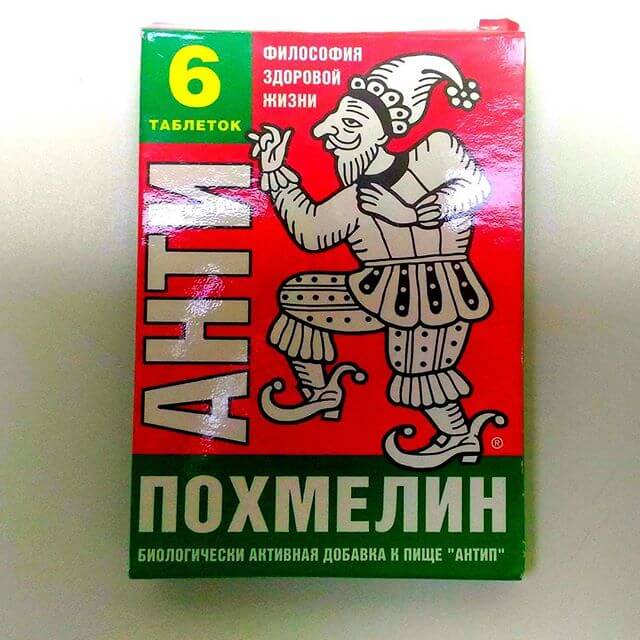 6
ТАБЛЕТОК
ФИЛОСОФИЯ
ЗДОРОВОЙ
ЖИЗНИ
АНТИ
®
ПОХМЕЛИН
БИОЛОГИЧЕСКИ АКТИВНАЯ ДОБАВКА К ПИЩЕ "АНТИП"